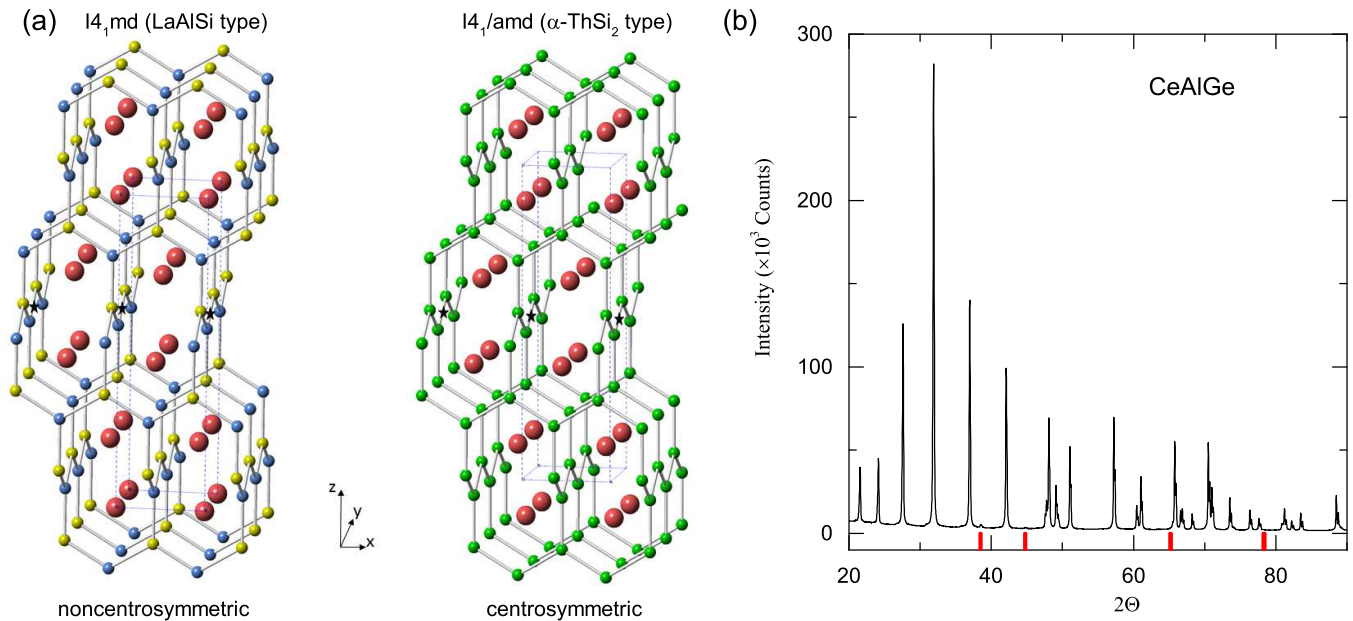 (a)
I4₁md (LaAlSi type)
I4₁/amd (α-ThSi₂ type)
z
y
x
noncentrosymmetric
centrosymmetric
(b)
300
200
100
0
Intensity (×10³ Counts)
CeAlGe
20
40
60
80
2Θ